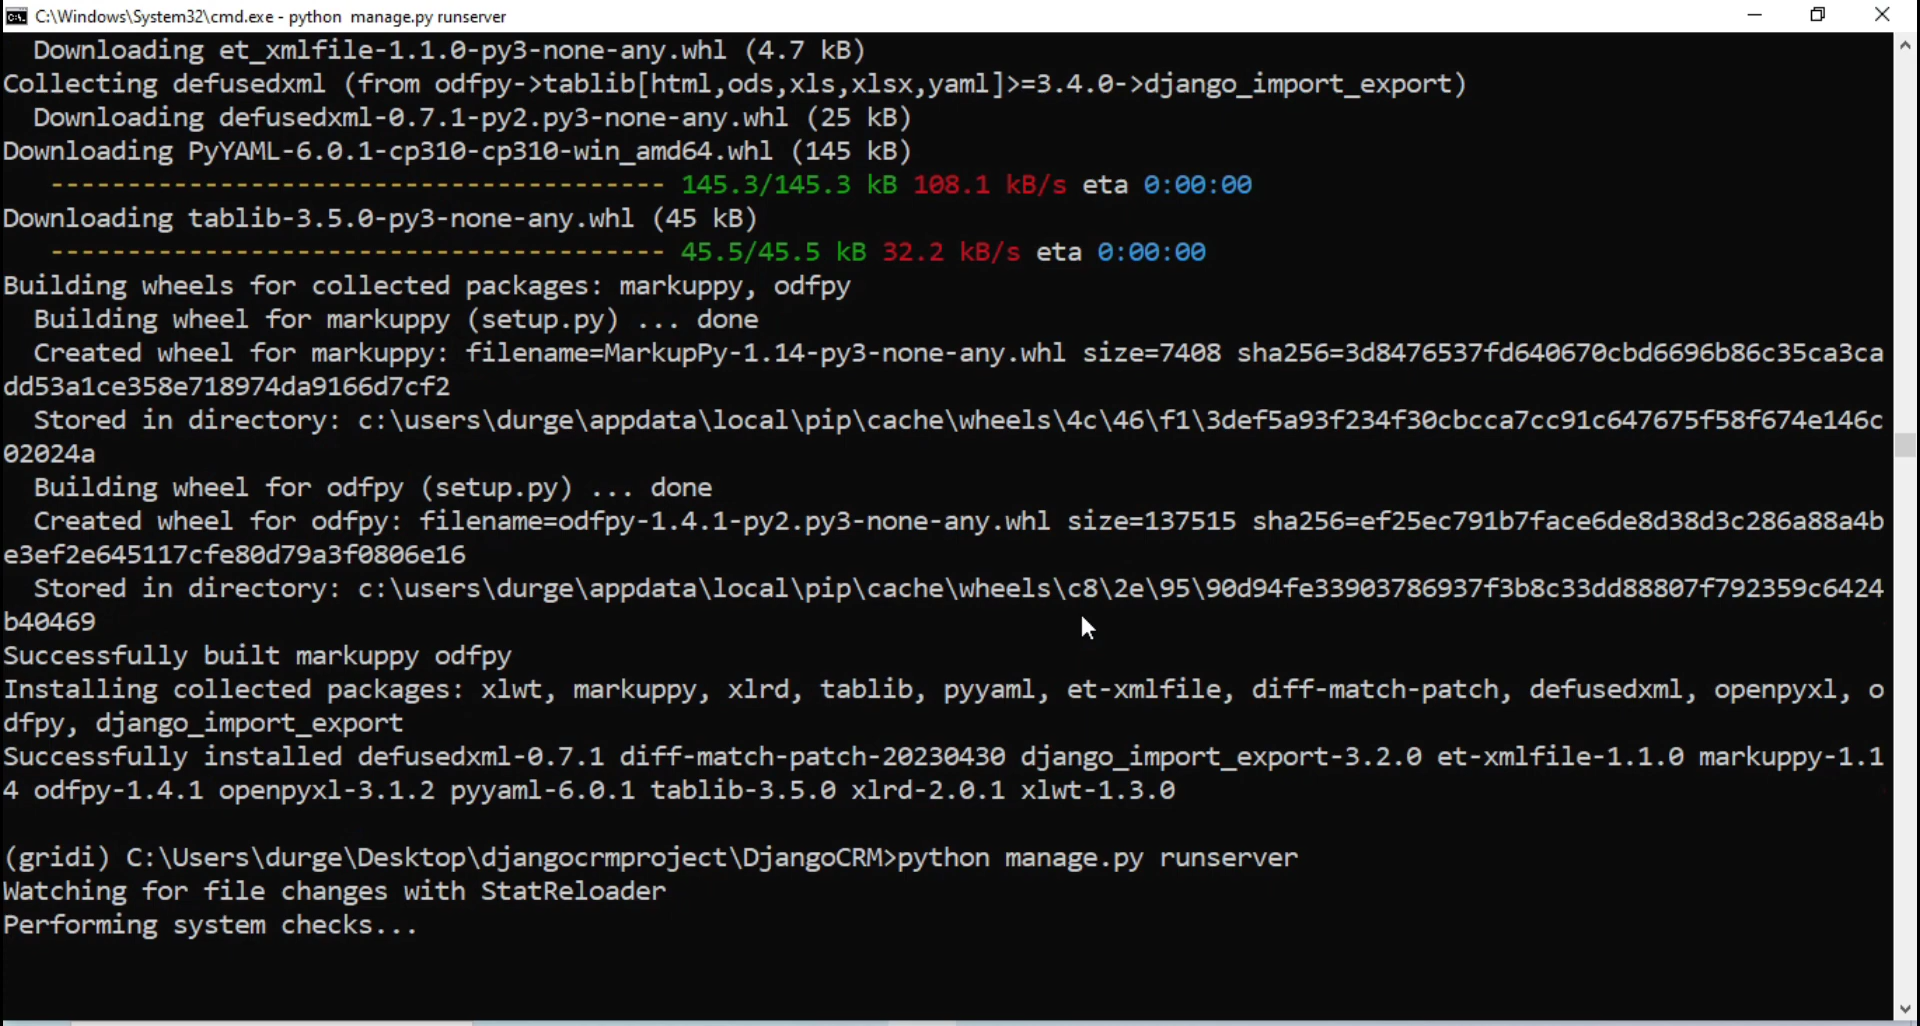 C:\Windows\System32\cmd.exe - python  manage.py runserver
  Downloading et_xmlfile-1.1.0-py3-none-any.whl (4.7 kB)
Collecting defusedxml (from odfpy->tablib[html,ods,xls,xlsx,yaml]>=3.4.0->django_import_export)
  Downloading defusedxml-0.7.1-py2.py3-none-any.whl (25 kB)
Downloading PyYAML-6.0.1-cp310-cp310-win_amd64.whl (145 kB)
   ---------------------------------------- 145.3/145.3 kB 108.1 kB/s eta 0:00:00
Downloading tablib-3.5.0-py3-none-any.whl (45 kB)
   ---------------------------------------- 45.5/45.5 kB 32.2 kB/s eta 0:00:00
Building wheels for collected packages: markuppy, odfpy
  Building wheel for markuppy (setup.py) ... done
  Created wheel for markuppy: filename=MarkupPy-1.14-py3-none-any.whl size=7408 sha256=3d8476537fd640670cbd6696b86c35ca3ca
dd53a1ce358e718974da9166d7cf2
  Stored in directory: c:\users\durge\appdata\local\pip\cache\wheels\4c\46\f1\3def5a93f234f30cbcca7cc91c647675f58f674e146c
02024a
  Building wheel for odfpy (setup.py) ... done
  Created wheel for odfpy: filename=odfpy-1.4.1-py2.py3-none-any.whl size=137515 sha256=ef25ec791b7face6de8d38d3c286a88a4b
e3ef2e645117cfe80d79a3f0806e16
  Stored in directory: c:\users\durge\appdata\local\pip\cache\wheels\c8\2e\95\90d94fe33903786937f3b8c33dd88807f792359c6424
b40469
Successfully built markuppy odfpy
Installing collected packages: xlwt, markuppy, xlrd, tablib, pyyaml, et-xmlfile, diff-match-patch, defusedxml, openpyxl, o
dfpy, django_import_export
Successfully installed defusedxml-0.7.1 diff-match-patch-20230430 django_import_export-3.2.0 et-xmlfile-1.1.0 markuppy-1.1
4 odfpy-1.4.1 openpyxl-3.1.2 pyyaml-6.0.1 tablib-3.5.0 xlrd-2.0.1 xlwt-1.3.0
(gridi) C:\Users\durge\Desktop\djangocrmproject\DjangoCRM>python manage.py runserver
Watching for file changes with StatReloader
Performing system checks...